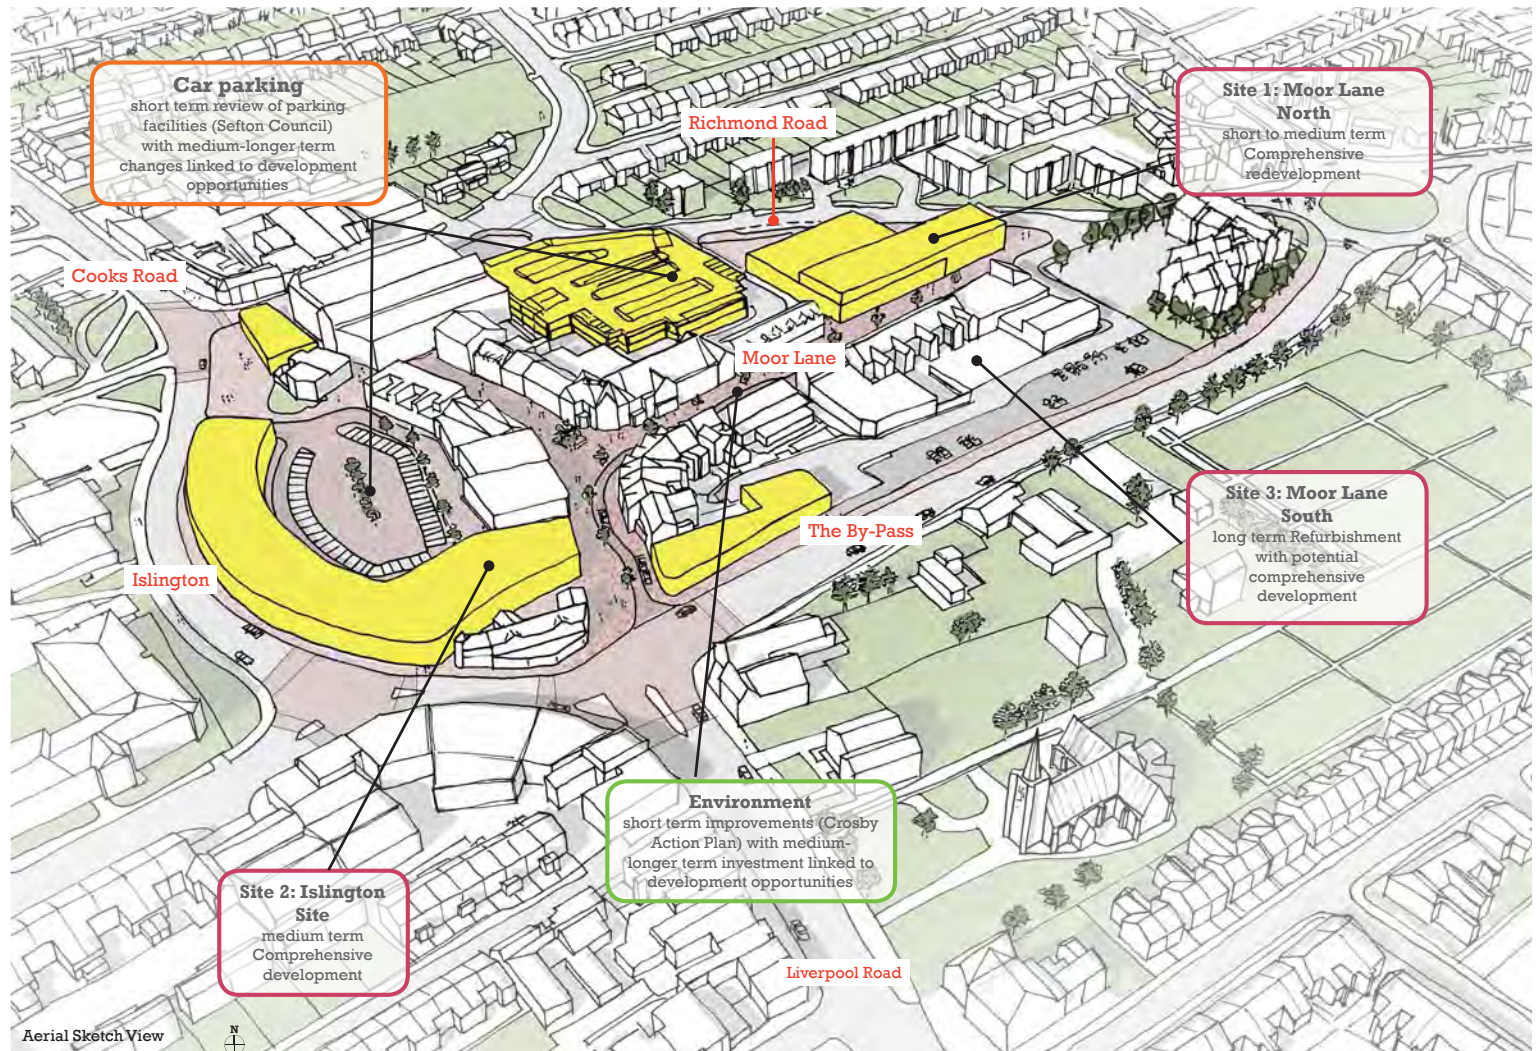 Car parking
short term review of parking
facilities (Sefton Council)
with medium-longer term
changes linked to development
opportunities
Site 1: Moor Lane
North
short to medium term
Comprehensive
redevelopment
Richmond Road
Cooks Road
Moor Lane
The By-Pass
Islington
Site 3: Moor Lane
South
long term Refurbishment
with potential
comprehensive
development
Environment
short term improvements (Crosby
Action Plan) with medium-
longer term investment linked to
development opportunities
Site 2: Islington
Site
medium term
Comprehensive
development
Liverpool Road
Aerial Sketch View
N